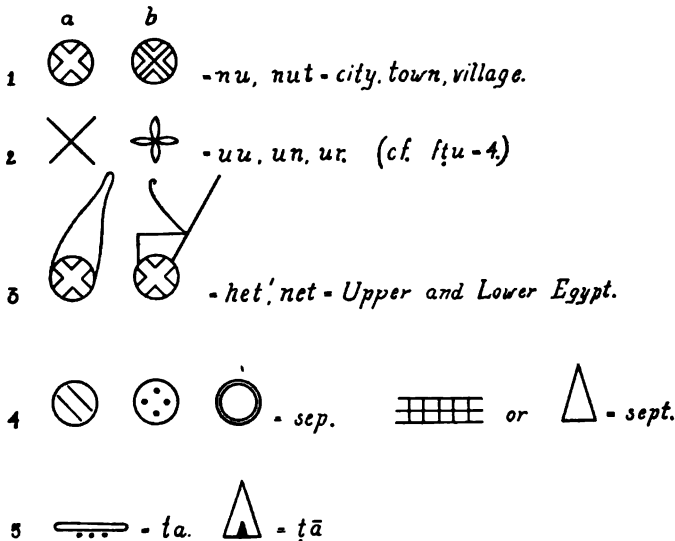 a b
1 = nu, nut = city, town, village.
2 = uu, un, ur. (cf. fṭu = 4.)
3 = het', net = Upper and Lower Egypt.
4 = sep. or = sept.
5 = ta. = ṭā